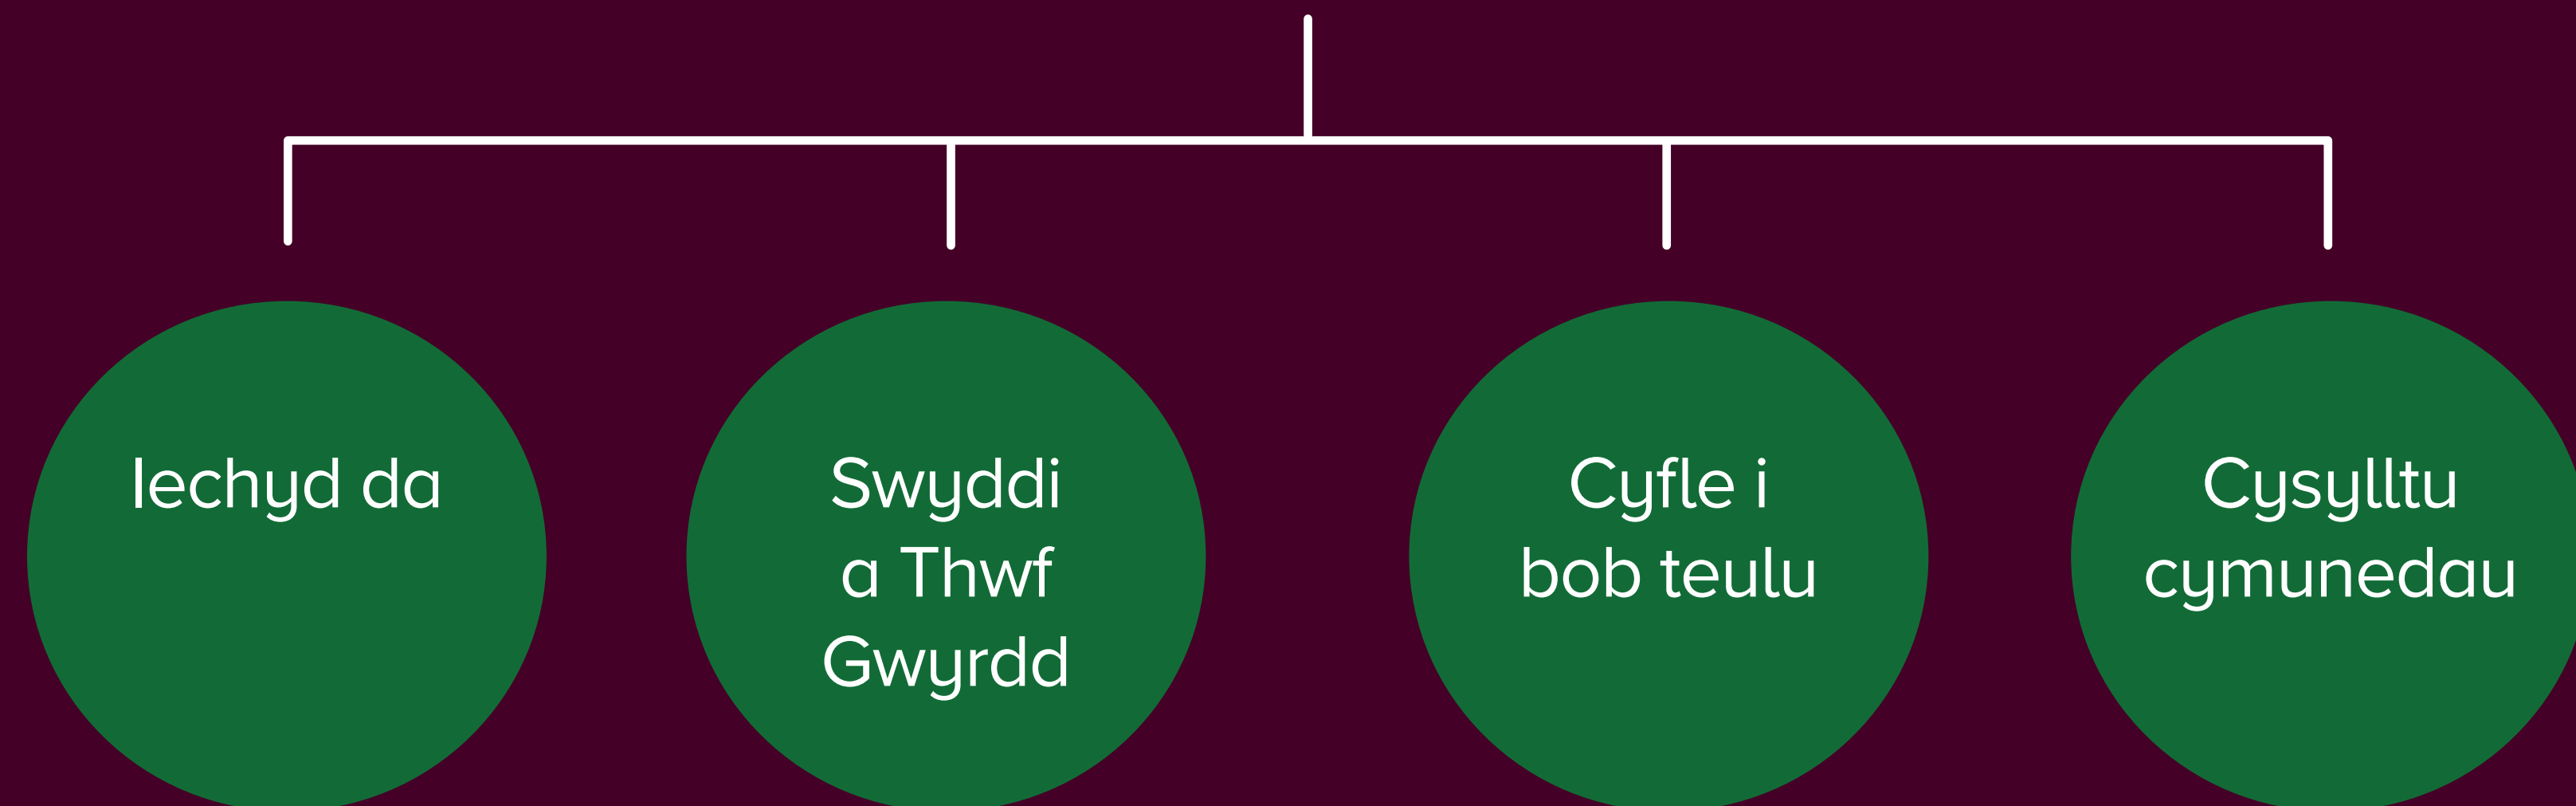 Iechyd da
Swyddi
a Thwf
Gwyrdd
Cyfle i
bob teulu
Cysylltu
cymunedau